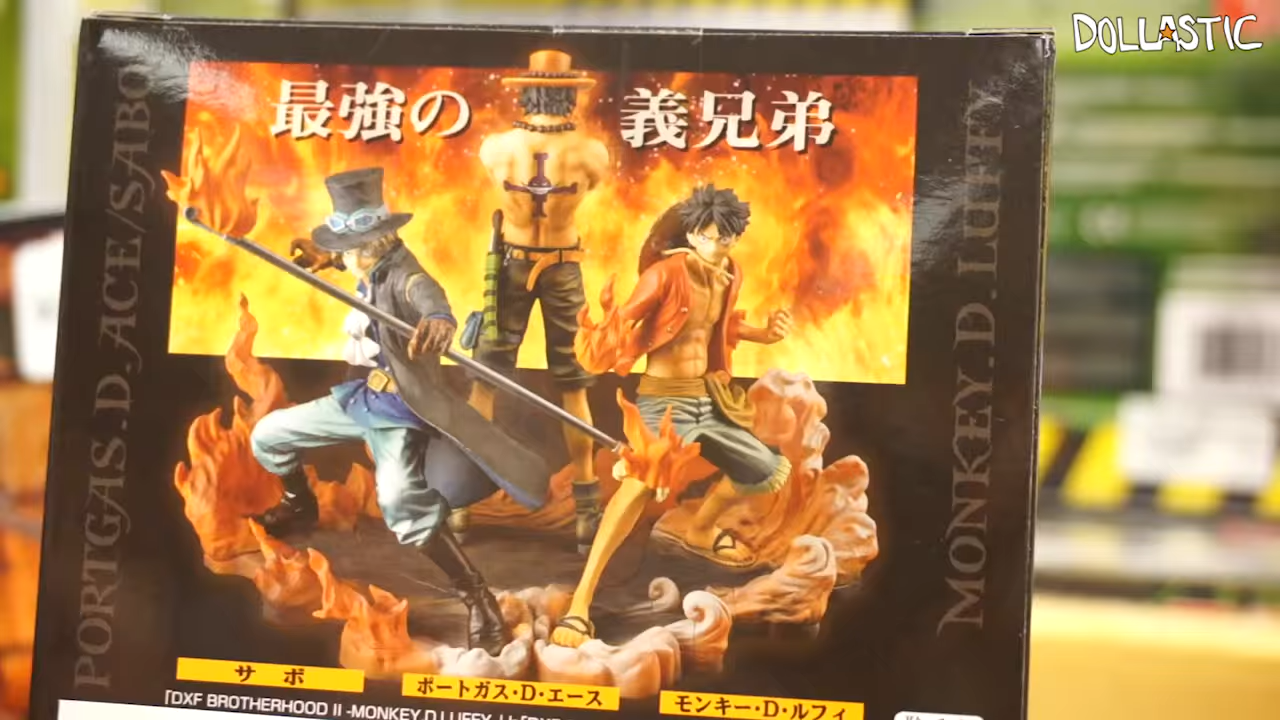 DOLLASTIC
最強の 義兄弟
PORTGAS.D.ACE/SABO
MONKEY.D.LUFFY
サボ
ポートガス・D・エース
モンキー・D・ルフィ
「DXF BROTHERHOOD II -MONKEY.D.LUFFY-」